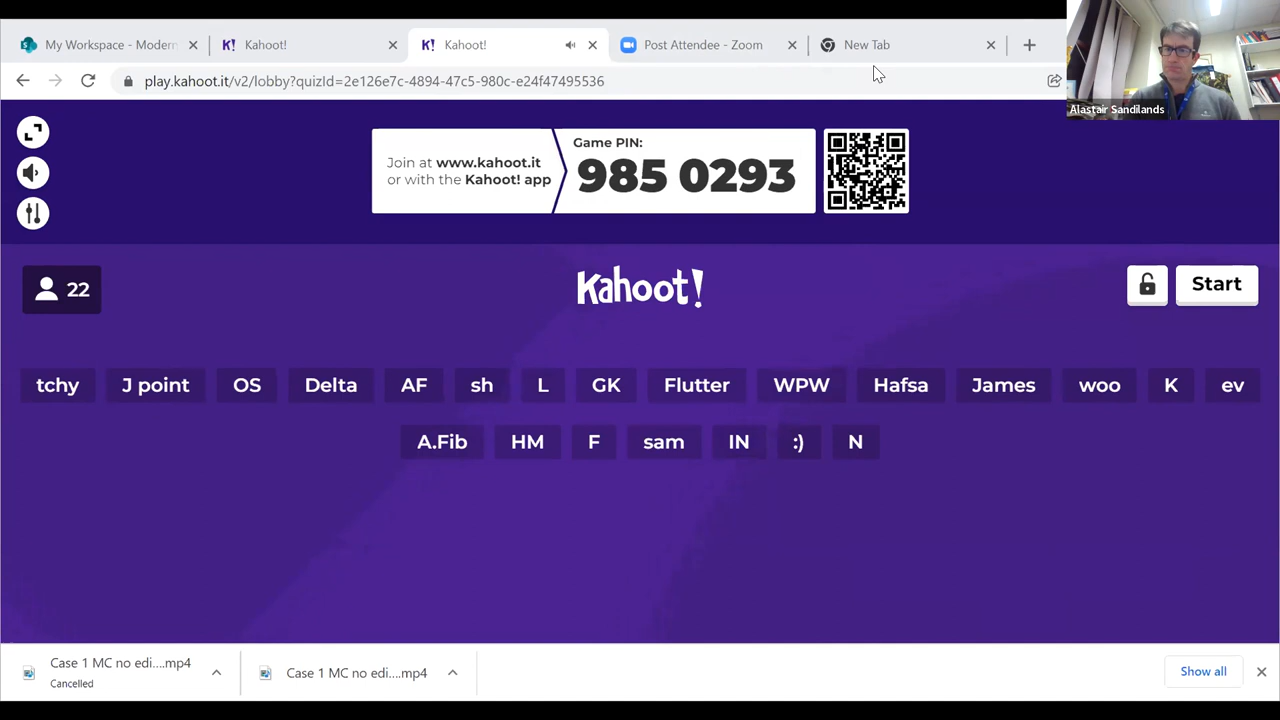 My Workspace - Modern
Kahoot!
Kahoot!
Post Attendee - Zoom
New Tab
play.kahoot.it/v2/lobby?quizId=2e126e7c-4894-47c5-980c-e24f47495536
Alastair Sandilands
Join at www.kahoot.it
or with the Kahoot! app
Game PIN:
985 0293
22
Kahoot!
Start
tchy J point OS Delta AF sh L GK Flutter WPW Hafsa James woo K ev
A.Fib HM F sam IN :) N
Case 1 MC no edi....mp4
Cancelled
Case 1 MC no edi....mp4
Show all